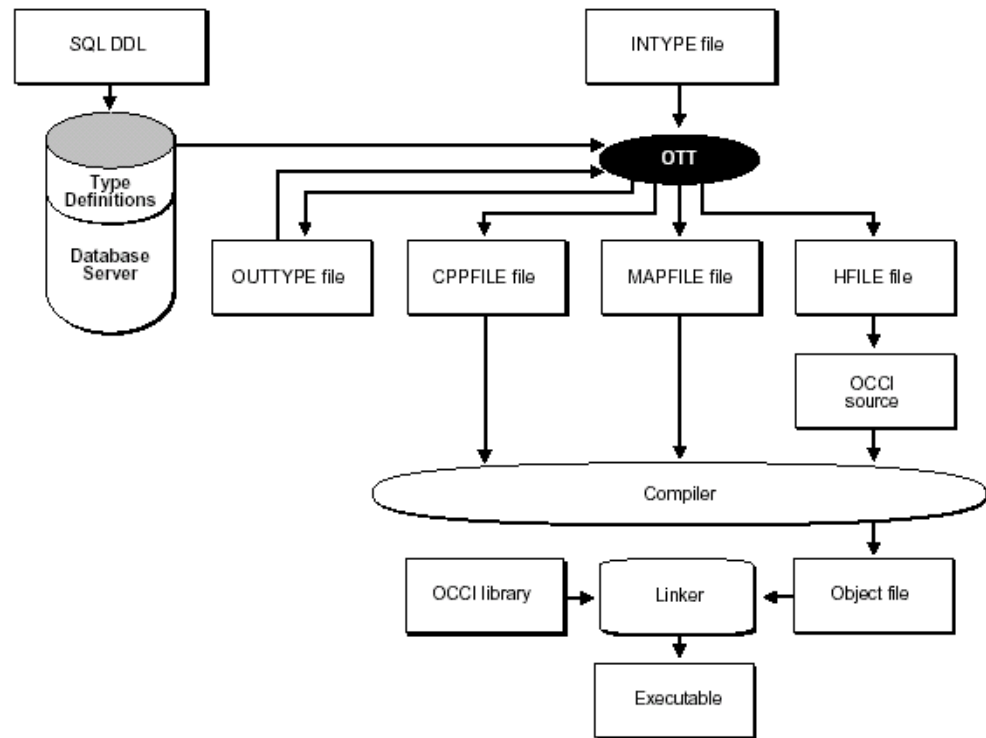 SQL DDL
INTYPE file
OTT
Type
Definitions
Database
Server
OUTTYPE file
CPPFILE file
MAPFILE file
HFILE file
OCCI
source
Compiler
OCCI library
Linker
Object file
Executable